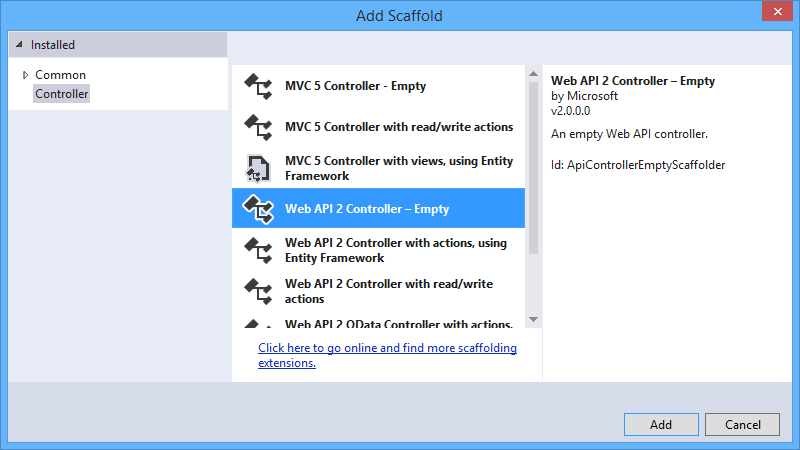 Add Scaffold
Installed
Common
Controller
MVC 5 Controller - Empty
MVC 5 Controller with read/write actions
MVC 5 Controller with views, using Entity
Framework
Web API 2 Controller – Empty
Web API 2 Controller with actions, using
Entity Framework
Web API 2 Controller with read/write
actions
Web API 2 OData Controller with actions,
Click here to go online and find more scaffolding
extensions.
Web API 2 Controller – Empty
by Microsoft
v2.0.0.0
An empty Web API controller.
Id: ApiControllerEmptyScaffolder
Add
Cancel